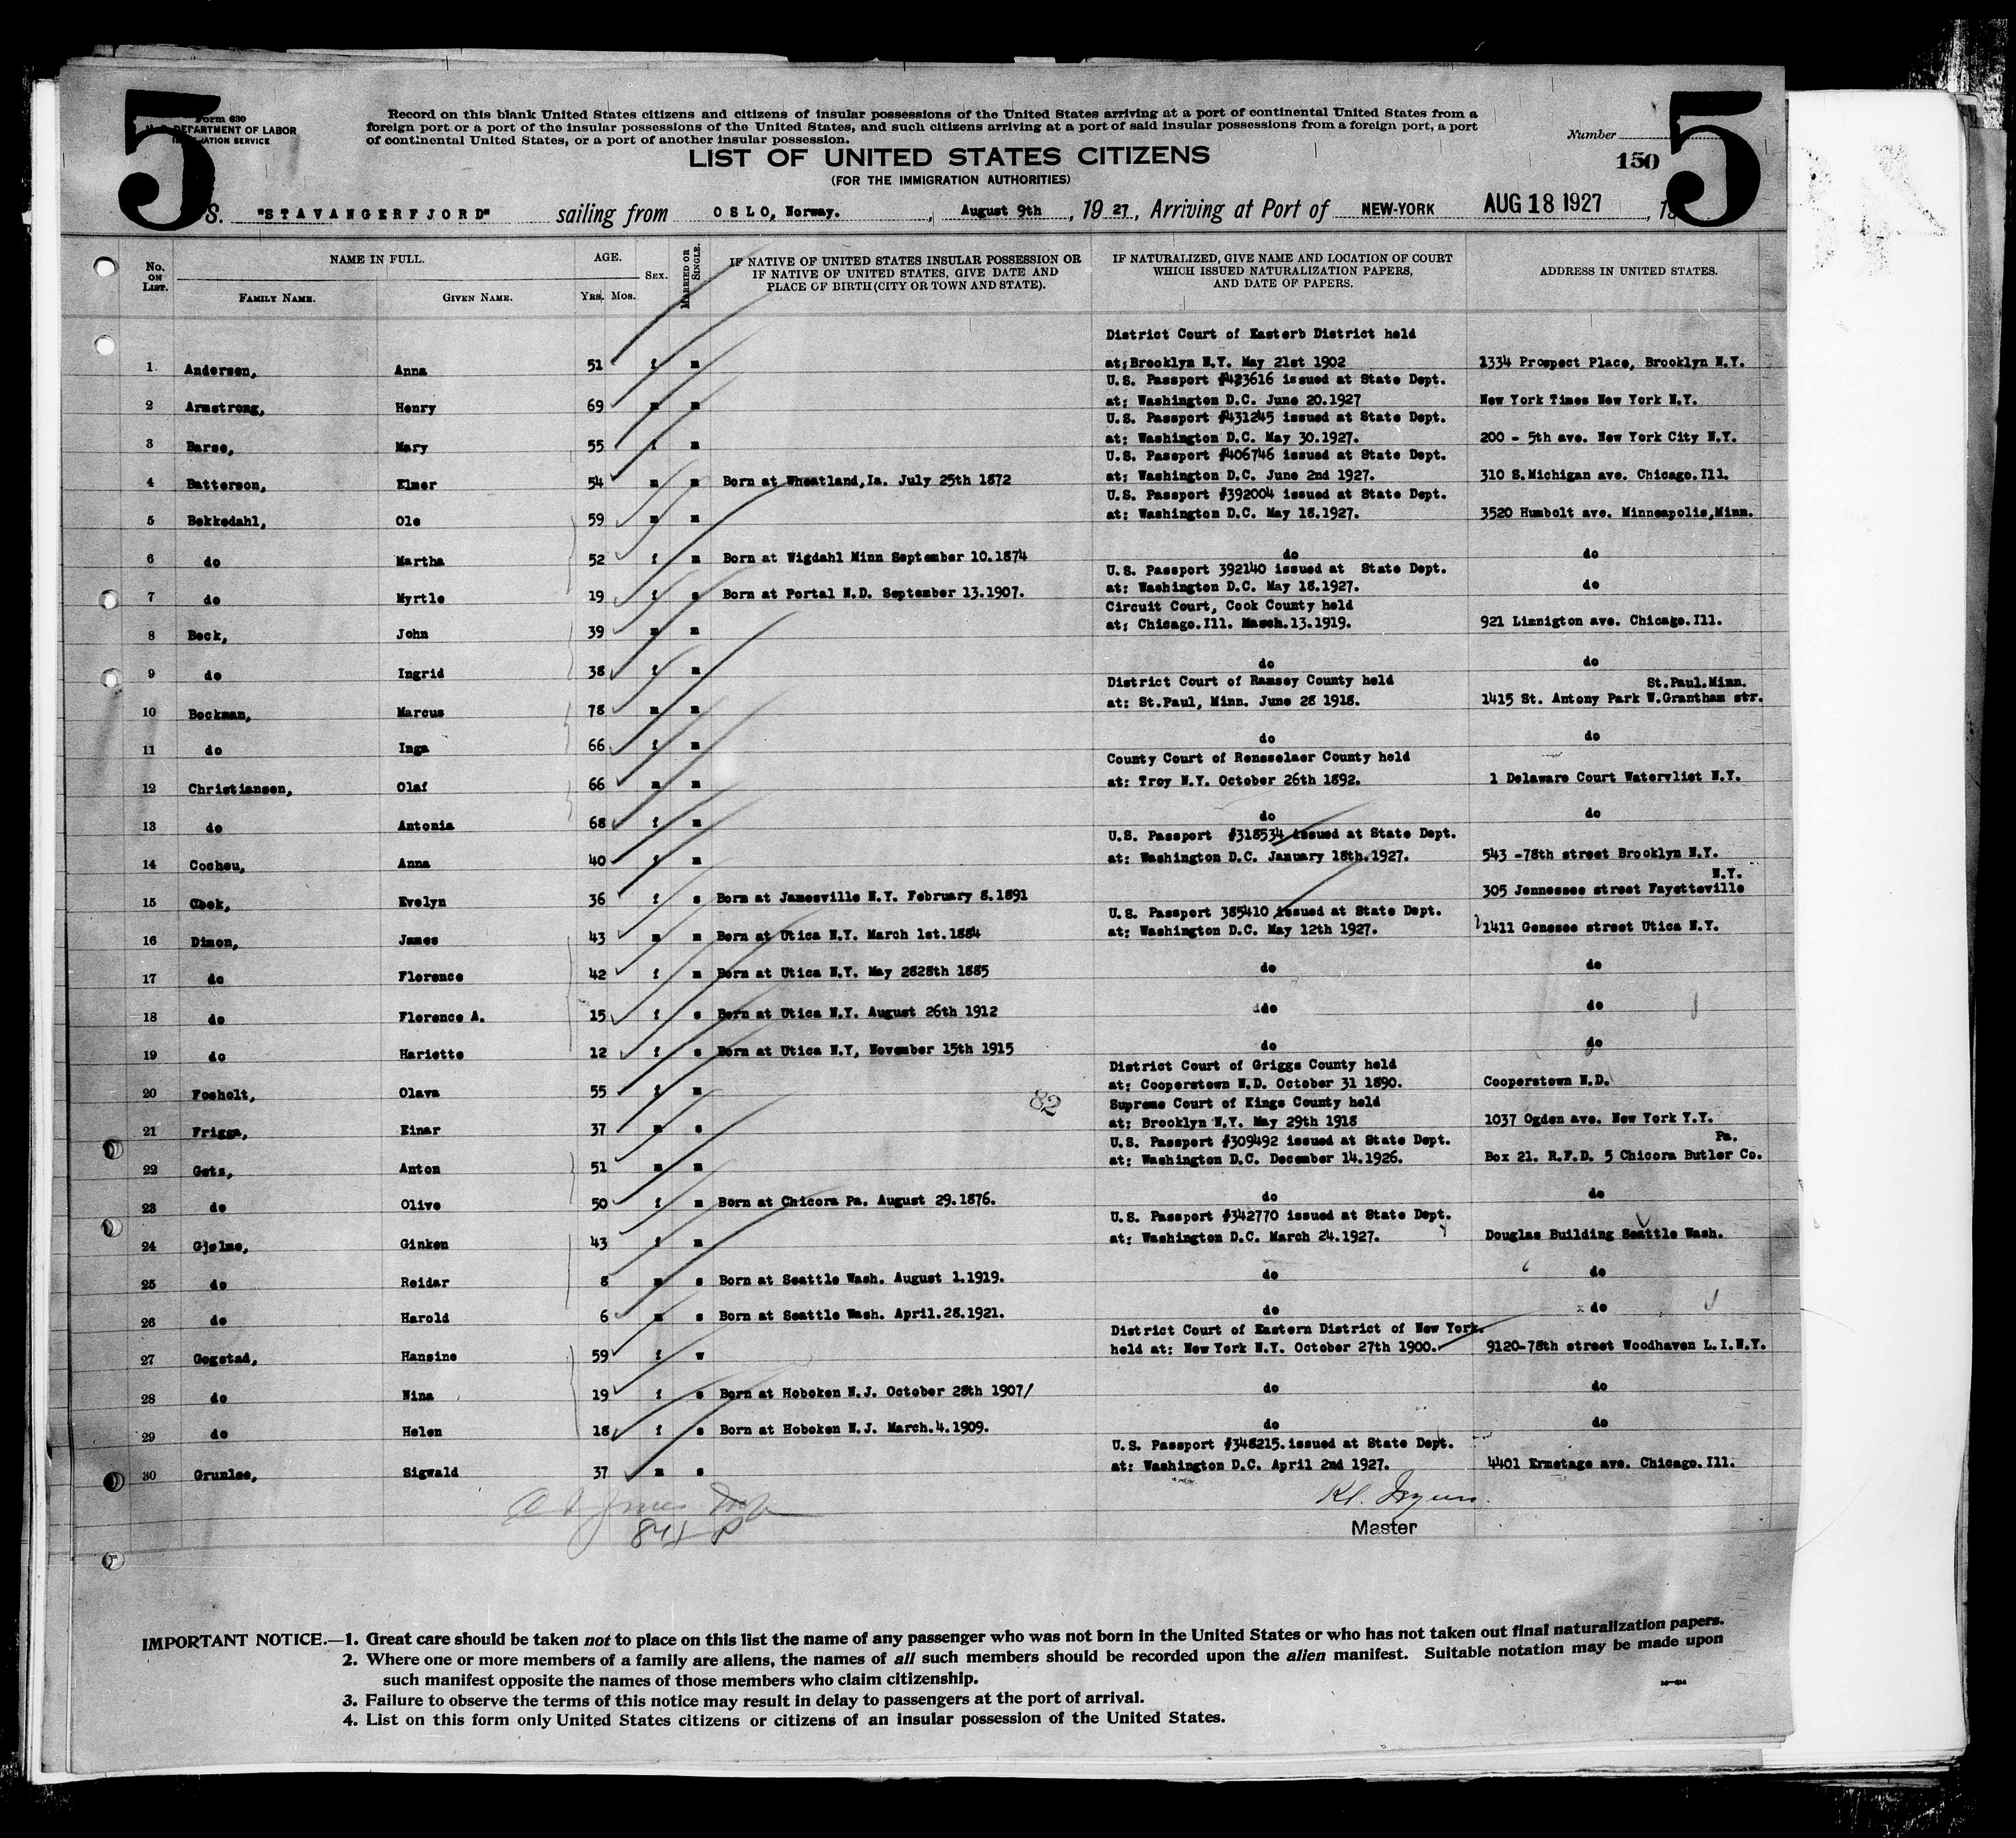 5
5
Form 630
DEPARTMENT OF LABOR
IMMIGRATION SERVICE
Record on this blank United States citizens and citizens of insular possessions of the United States arriving at a port of continental United States from a
foreign port or a port of the insular possessions of the United States, and such citizens arriving at a port of said insular possessions from a foreign port, a port
of continental United States, or a port of another insular possession.
Number
150
LIST OF UNITED STATES CITIZENS
(FOR THE IMMIGRATION AUTHORITIES)
S. "STAVANGERFJORD" sailing from OSLO, Norway. , August 9th , 19 27, Arriving at Port of NEW-YORK AUG 18 1927 , 1
No. ON LIST. NAME IN FULL. FAMILY NAME. GIVEN NAME. AGE. YRS. MOS. SEX. MARRIED OR SINGLE. IF NATIVE OF UNITED STATES INSULAR POSSESSION OR IF NATIVE OF UNITED STATES, GIVE DATE AND PLACE OF BIRTH (CITY OR TOWN AND STATE). IF NATURALIZED, GIVE NAME AND LOCATION OF COURT WHICH ISSUED NATURALIZATION PAPERS, AND DATE OF PAPERS. ADDRESS IN UNITED STATES.
District Court of Easterb District held
1 Andersen, Anna 51 f m at;Brooklyn N.Y. May 21st 1902 1334 Prospect Place, Brooklyn N.Y.
U.S. Passport #423616 issued at State Dept.
2 Armstrong, Henry 69 m m at; Washington D.C. June 20.1927 New York Times New York N.Y.
U.S. Passport #431245 issued at State Dept.
3 Barse, Mary 55 f m at: Washington D.C. May 30.1927. 200 - 5th ave. New York City N.Y.
U.S. Passport #406746 issued at State Dept.
4 Batterson, Elmer 54 m m Born at Wheatland,Ia. July 25th 1872 at: Washington D.C. June 2nd 1927. 310 S.Michigan ave. Chicago.Ill.
U.S. Passport #392004 issued at State Dept.
5 Bekkedahl, Ole 59 m m at: Washington D.C. May 18.1927. 3520 Humbolt ave. Minneapolis,Minn.
6 do Martha 52 f m Born at Wigdahl Minn September 10.1874 do do
U.S. Passport 392140 issued at State Dept.
7 do Myrtle 19 f s Born at Portal N.D. September 13.1907. at: Washington D.C. May 18.1927. do
Circuit Court, Cook County held
8 Beck, John 39 m m at; Chicago.Ill. March.13.1919. 921 Linnigton ave. Chicago.Ill.
9 do Ingrid 38 f m do do
District Court of Ramsey County held St.Paul.Minn.
10 Bockman, Marcus 78 m m at: St.Paul, Minn. June 28 1918. 1415 St. Antony Park W.Grantham str.
11 do Inga 66 f m do do
County Court of Rensselaer County held
12 Christiansen, Olaf 66 m m at: Troy N.Y. October 26th 1892. 1 Delaware Court Watervliet N.Y.
13 do Antonia 68 f m do do
U.S. Passport #318534 issued at State Dept.
14 Cocheu, Anna 40 f m at: Washington D.C. January 18th.1927. 543 -78th street Brooklyn N.Y.
N.Y.
15 Cook, Evelyn 36 f s Born at Jamesville N.Y. February 8.1891 305 Jennessee street Fayetteville
U.S. Passport 385410 issued at State Dept.
16 Dimon, James 43 m m Born at Utica N.Y. March 1st.1884 at: Washington D.C. May 12th 1927. 1411 Genesee street Utica N.Y.
17 do Florence 42 f m Born at Utica N.Y. May 2828th 1885 do do
18 do Florence A. 15 f s Born at Utica N.Y. August 26th 1912 do do
19 do Hariette 12 f s Born at Utica N.Y, November 15th 1915 do do
District Court of Griggs County held
20 Fosholt, Olava 55 f m at: Cooperstown N.D. October 31 1890. Cooperstown N.D.
82 Supreme Court of Kings County held
21 Frigga, Einar 37 m s at: Brooklyn N.Y. May 29th 1918 1037 Ogden ave. New York Y.Y.
U.S. Passport #309492 issued at State Dept. Pa.
22 Getz, Anton 51 m m at: Washington D.C. December 14.1926. Box 21. R.F.D. 5 Chicora Butler Co.
23 do Olive 50 f m Born at Chicora Pa. August 29.1876. do do
U.S. Passport #342770 issued at State Dept.
24 Gjelme, Ginken 43 f m at: Washington D.C. March 24.1927. Douglas Building Seattle Wash.
25 do Reidar 8 m s Born at Seattle Wash. August 1.1919. do do
26 do Harold 6 m s Born at Seattle Wash. April.28.1921. do x do
District Court of Eastern District of New York.
27 Gogstad, Hansine 59 f w held at: New York N.Y. October 27th 1900. 9120-78th street Woodhaven L.I.N.Y.
28 do Nina 19 f s Born at Hoboken N.J. October 28th 1907/ do do
29 do Helen 18 f s Born at Hoboken N.J. March.4.1909. do do
U.S. Passport #348215.issued at State Dept.
30 Grunlee, Sigwald 37 m s at: Washington D.C. April 2nd 1927. 4401 Ermetage ave. Chicago.Ill.
Master
IMPORTANT NOTICE.—1. Great care should be taken not to place on this list the name of any passenger who was not born in the United States or who has not taken out final naturalization papers.
2. Where one or more members of a family are aliens, the names of all such members should be recorded upon the alien manifest. Suitable notation may be made upon
such manifest opposite the names of those members who claim citizenship.
3. Failure to observe the terms of this notice may result in delay to passengers at the port of arrival.
4. List on this form only United States citizens or citizens of an insular possession of the United States.